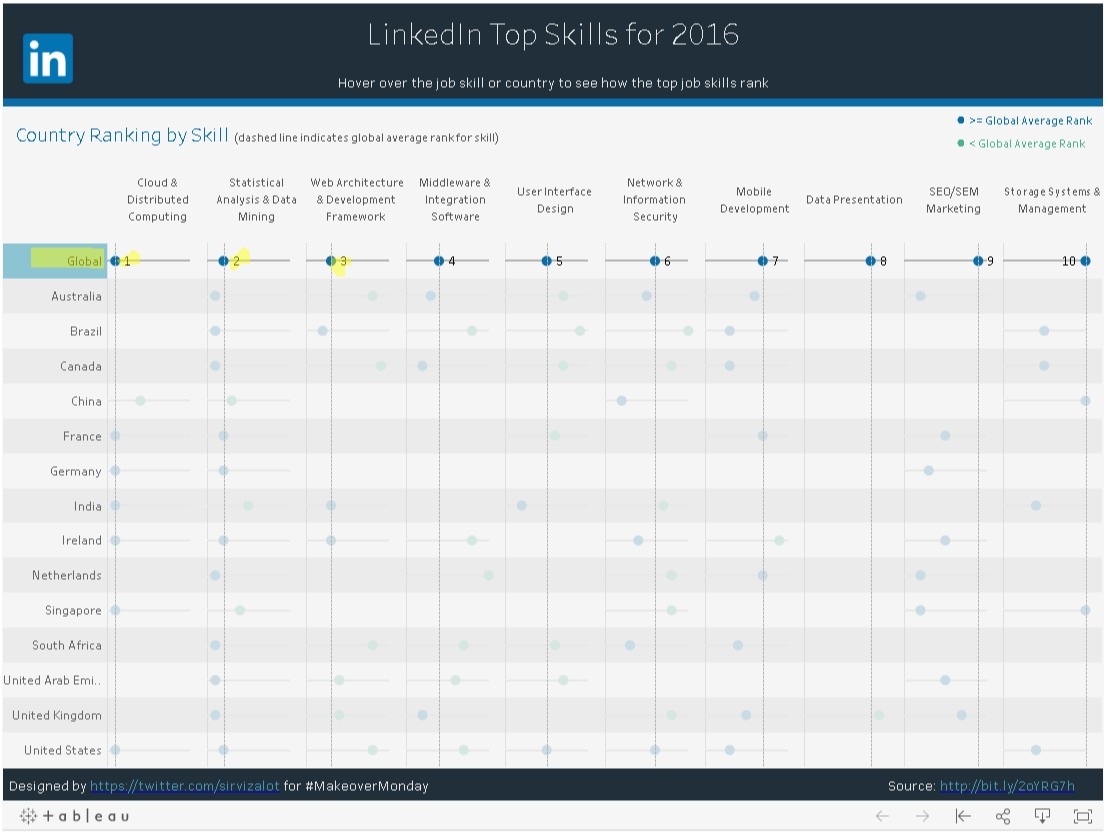 in
LinkedIn Top Skills for 2016
Hover over the job skill or country to see how the top job skills rank
>= Global Average Rank
< Global Average Rank
Country Ranking by Skill (dashed line indicates global average rank for skill)
Cloud &
Distributed
Computing
Statistical
Analysis & Data
Mining
Web Architecture
& Development
Framework
Middleware &
Integration
Software
User Interface
Design
Network &
Information
Security
Mobile
Development
Data Presentation
SEO/SEM
Marketing
Storage Systems &
Management
Global 1 2 3 4 5 6 7 8 9 10
Australia
Brazil
Canada
China
France
Germany
India
Ireland
Netherlands
Singapore
South Africa
United Arab Emi..
United Kingdom
United States
Designed by https://twitter.com/sirvizalot for #MakeoverMonday
Source: http://bit.ly/2oYRG7h
+ableau